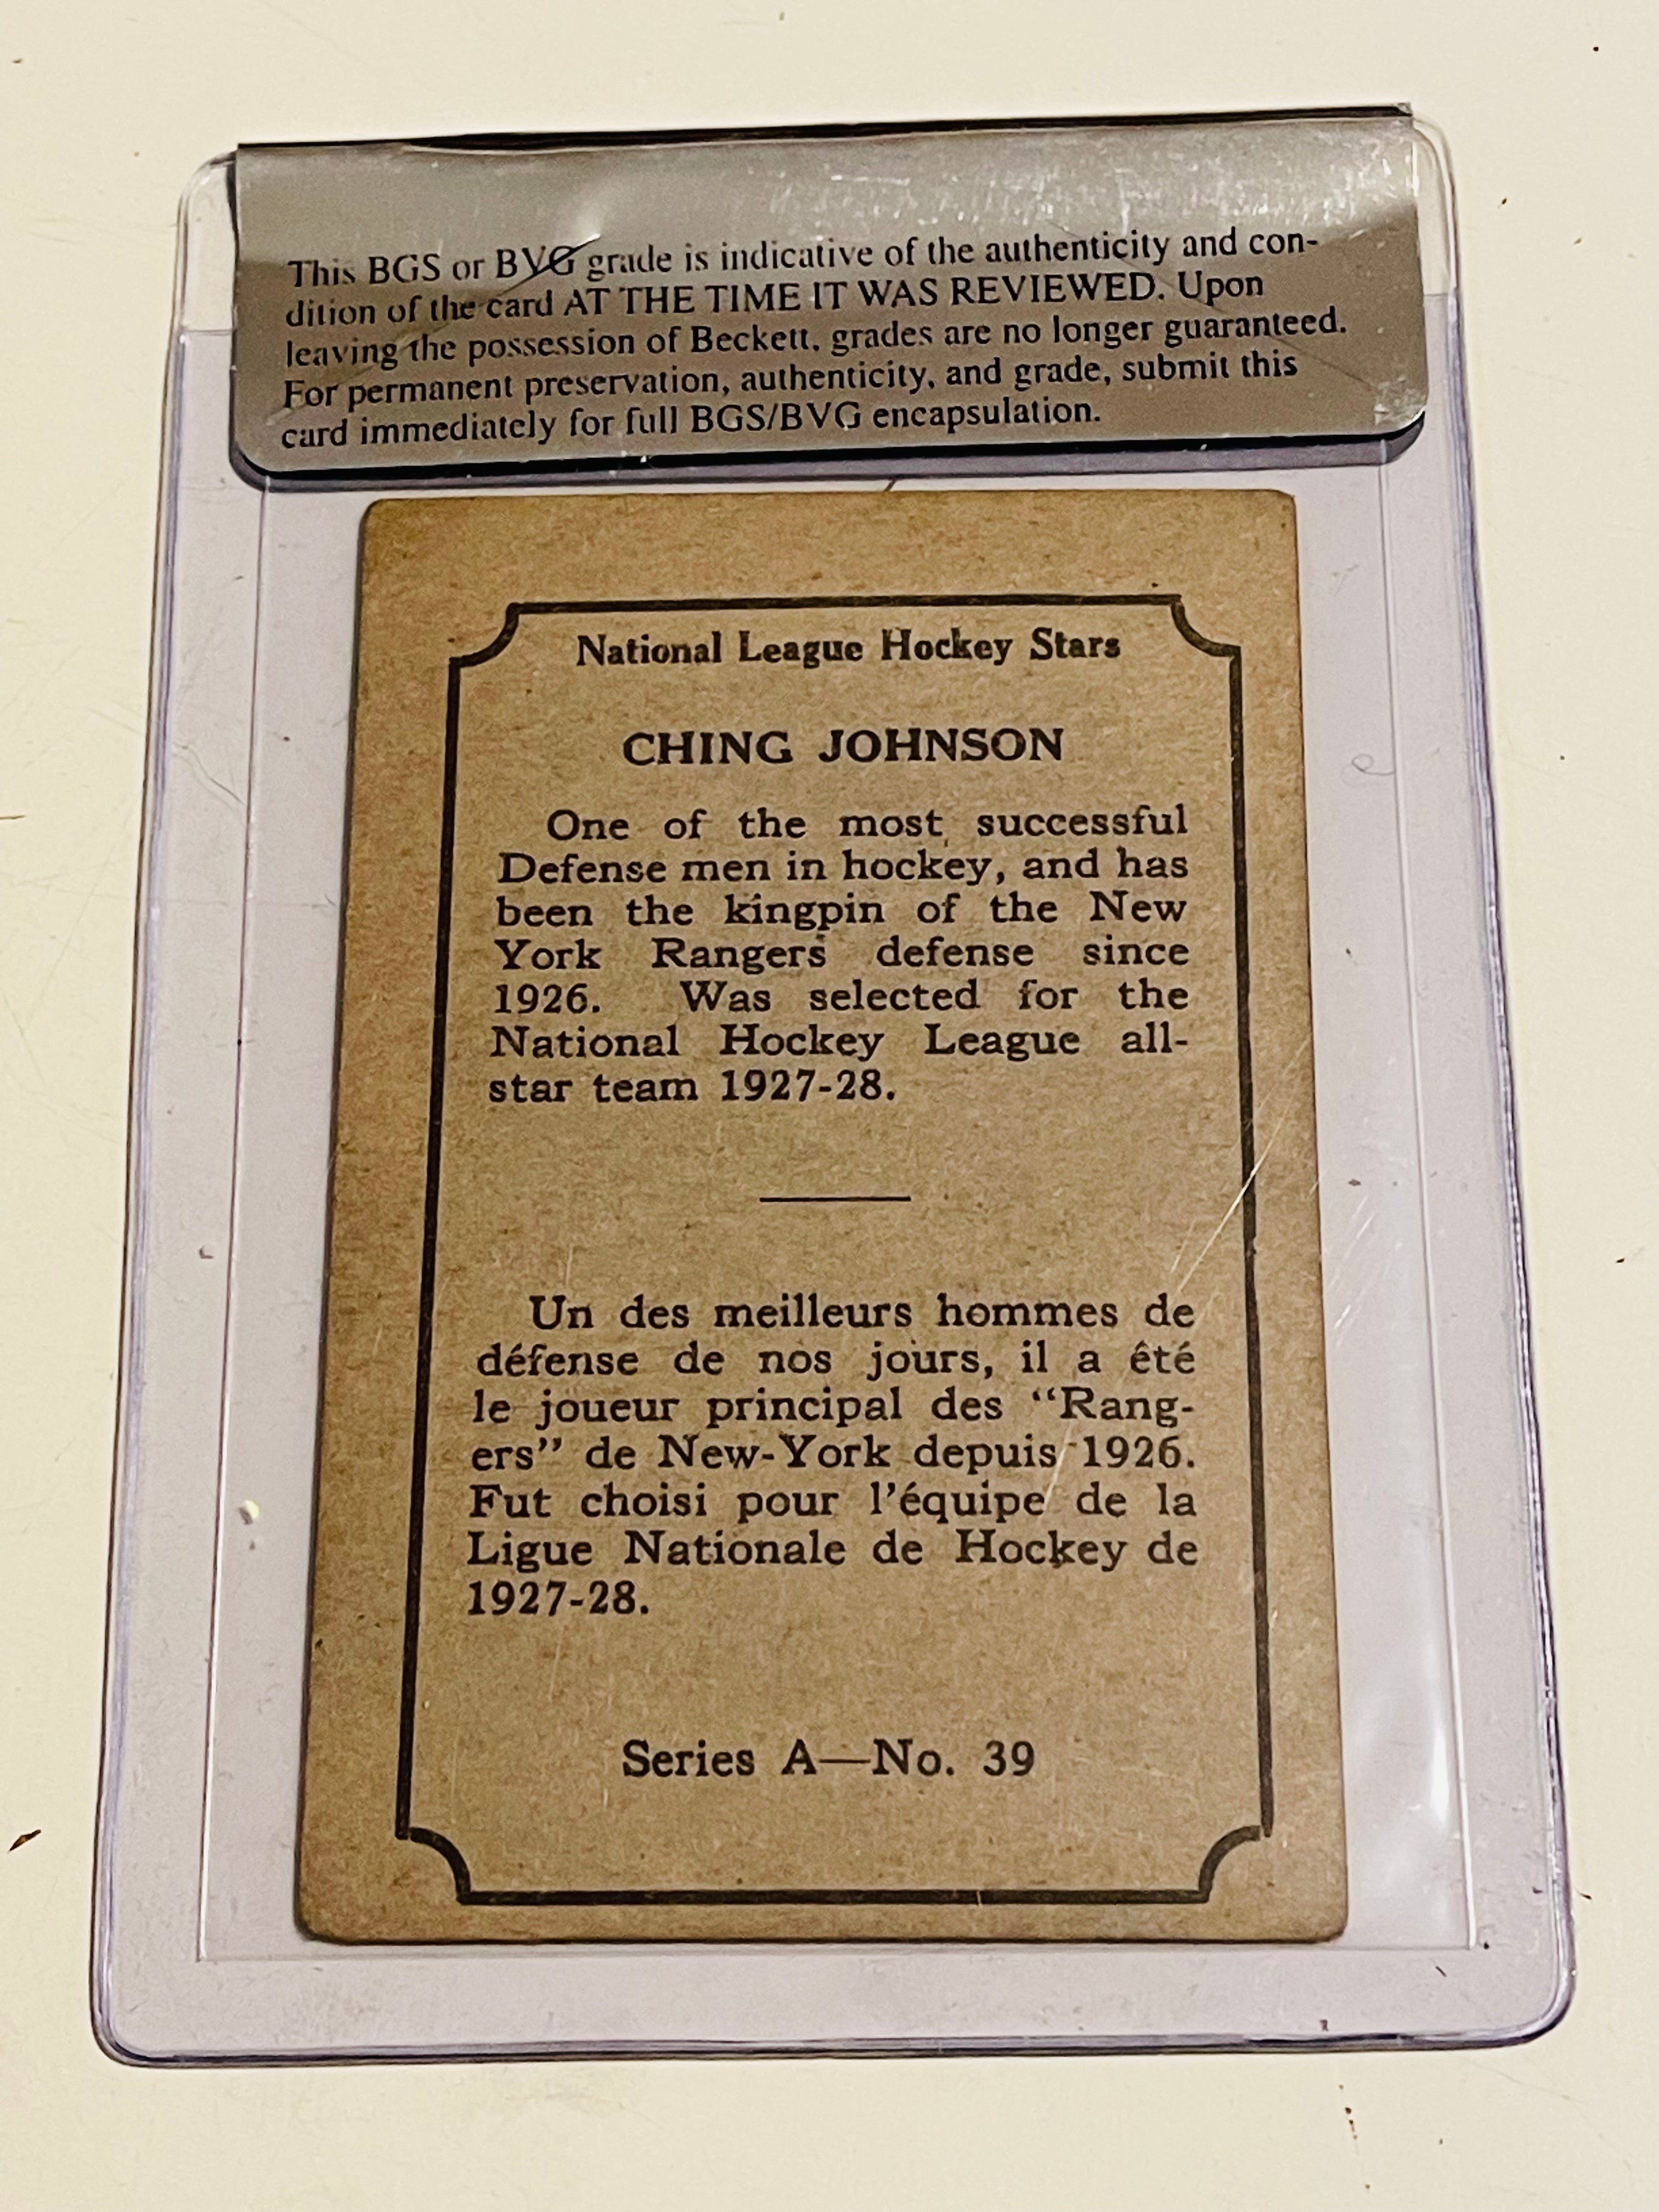 This BGS or BVG grade is indicative of the authenticity and con-
dition of the card AT THE TIME IT WAS REVIEWED. Upon
leaving the possession of Beckett, grades are no longer guaranteed.
For permanent preservation, authenticity, and grade, submit this
card immediately for full BGS/BVG encapsulation.
National League Hockey Stars
CHING JOHNSON
One of the most successful
Defense men in hockey, and has
been the kingpin of the New
York Rangers defense since
1926. Was selected for the
National Hockey League all-
star team 1927-28.
Un des meilleurs hommes de
défense de nos jours, il a été
le joueur principal des "Rang-
ers" de New-York depuis 1926.
Fut choisi pour l'équipe de la
Ligue Nationale de Hockey de
1927-28.
Series A—No. 39